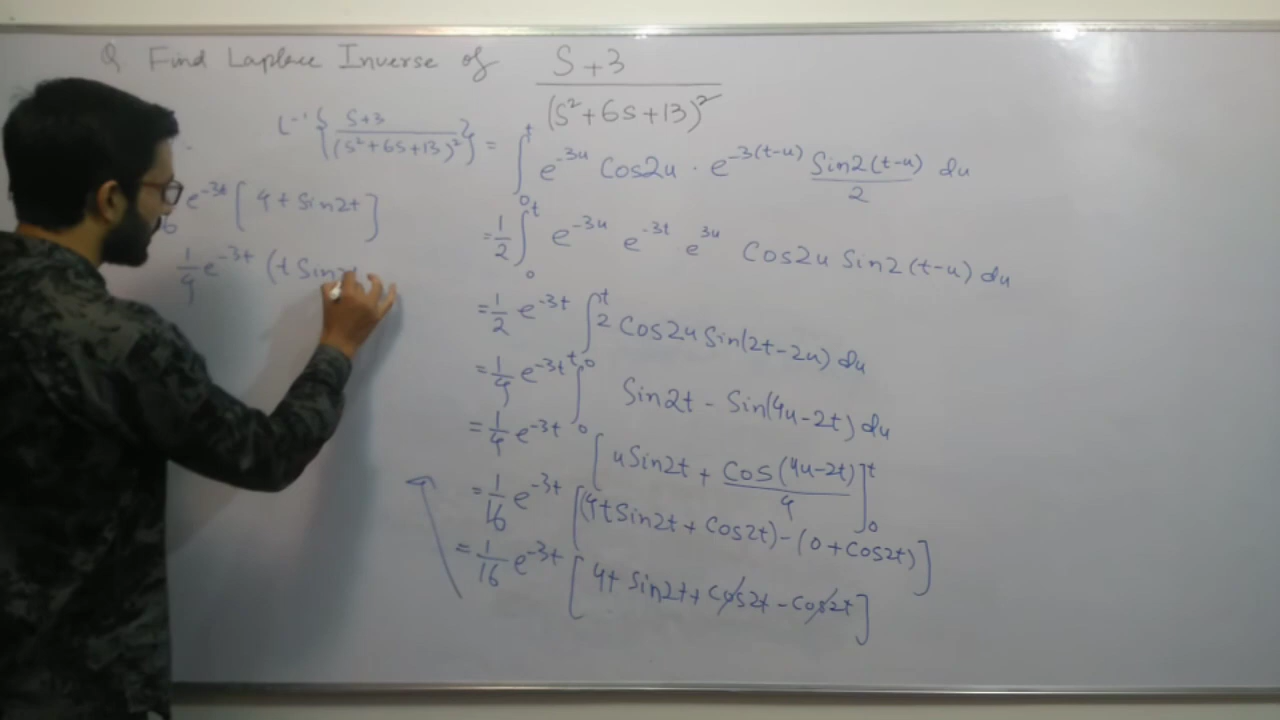 Q Find Laplace Inverse of S+3 / (S²+6S+13)²
L⁻¹{S+3 / (S²+6S+13)²} = ∫₀ᵗ e⁻³ᵘ Cos2u · e⁻³⁽ᵗ⁻ᵘ⁾ Sin2(t-u)/2 du
= 1/2 ∫₀ᵗ e⁻³ᵘ e⁻³ᵗ e³ᵘ Cos2u Sin2(t-u) du
= 1/2 e⁻³ᵗ ∫₀ᵗ 2 Cos2u Sin(2t-2u) du
= 1/4 e⁻³ᵗ ∫₀ᵗ Sin2t - Sin(4u-2t) du
= 1/4 e⁻³ᵗ [uSin2t + Cos(4u-2t)/4]₀ᵗ
= 1/16 e⁻³ᵗ [(4tSin2t + Cos2t) - (0+Cos2t)]
= 1/16 e⁻³ᵗ [4t Sin2t + Cos2t - Cos2t]
e⁻³ᵗ [4t Sin2t]
1/4 e⁻³ᵗ (t Sin